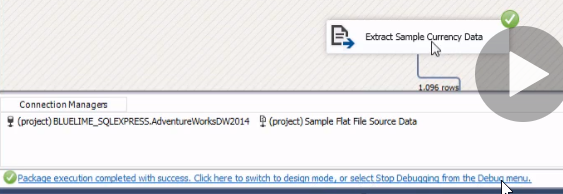 Extract Sample Currency Data
1,096 rows
Connection Managers
(project) BLUELIME_SQLEXPRESS.AdventureWorksDW2014 (project) Sample Flat File Source Data
Package execution completed with success. Click here to switch to design mode, or select Stop Debugging from the Debug menu.